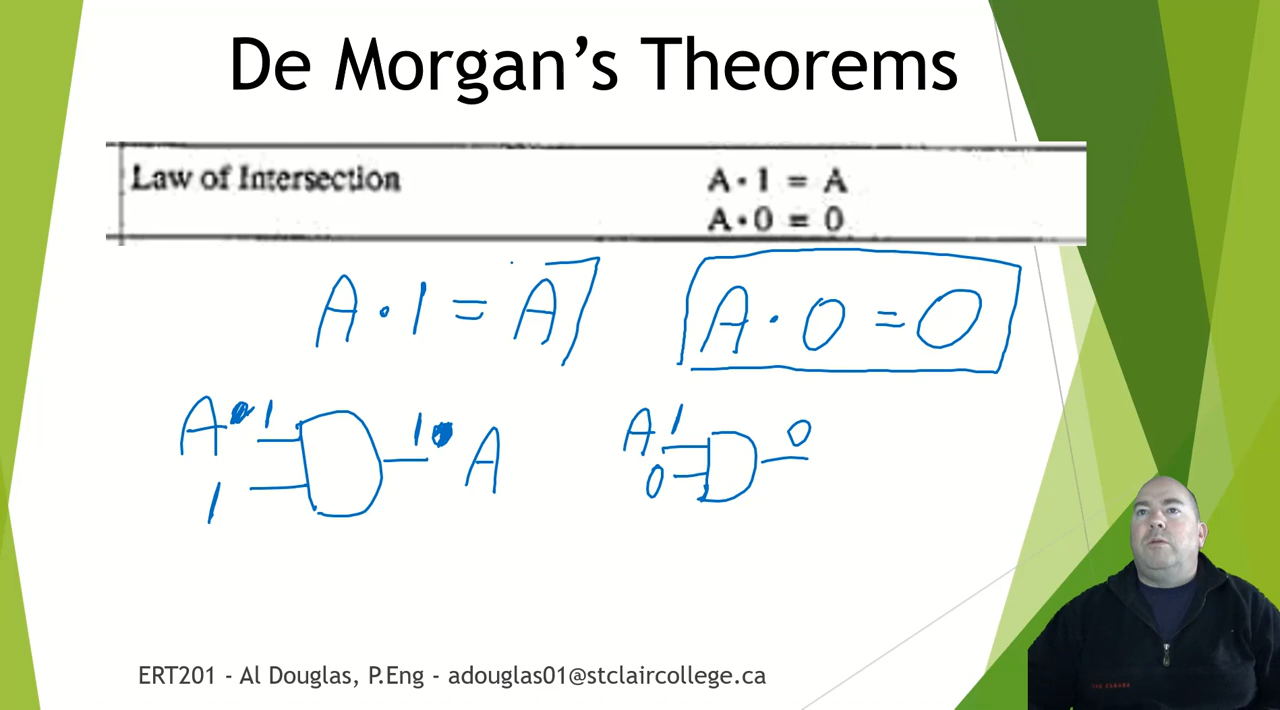 De Morgan's Theorems
Law of Intersection
A • 1 = A
A • 0 = 0
A • 1 = A
A • 0 = 0
A 1
1
1 A
A 1
0
0
ERT201 - Al Douglas, P.Eng - adouglas01@stclaircollege.ca